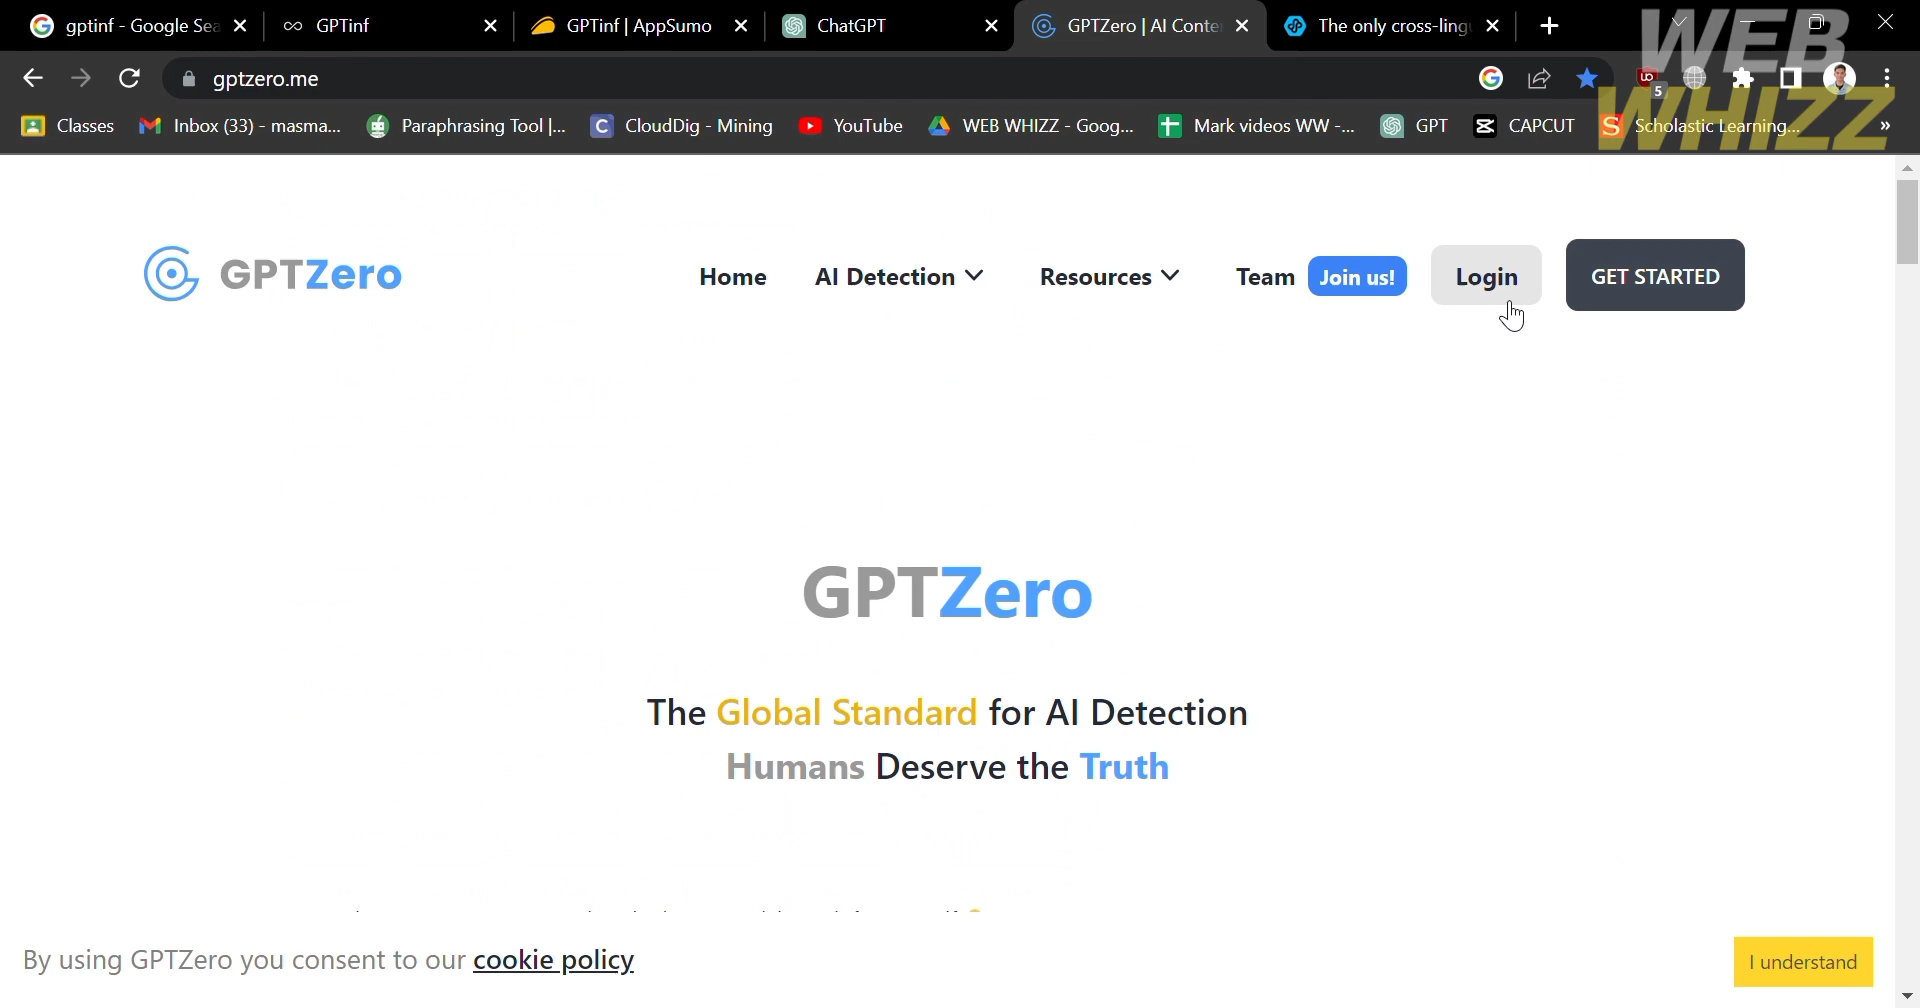 gptinf - Google Sea
GPTinf
GPTinf | AppSumo
ChatGPT
GPTZero | AI Conte
The only cross-ling
WEB
WHIZZ
gptzero.me
5
Classes
Inbox (33) - masma...
Paraphrasing Tool |...
CloudDig - Mining
YouTube
WEB WHIZZ - Goog...
Mark videos WW -...
GPT
CAPCUT
Scholastic Learning...
»
GPTZero
Home
AI Detection
Resources
Team
Join us!
Login
GET STARTED
GPTZero
The Global Standard for AI Detection
Humans Deserve the Truth
By using GPTZero you consent to our cookie policy
I understand